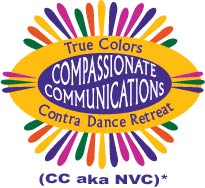 True Colors
COMPASSIONATE
COMMUNICATIONs
Contra Dance Retreat
(CC aka NVC)*